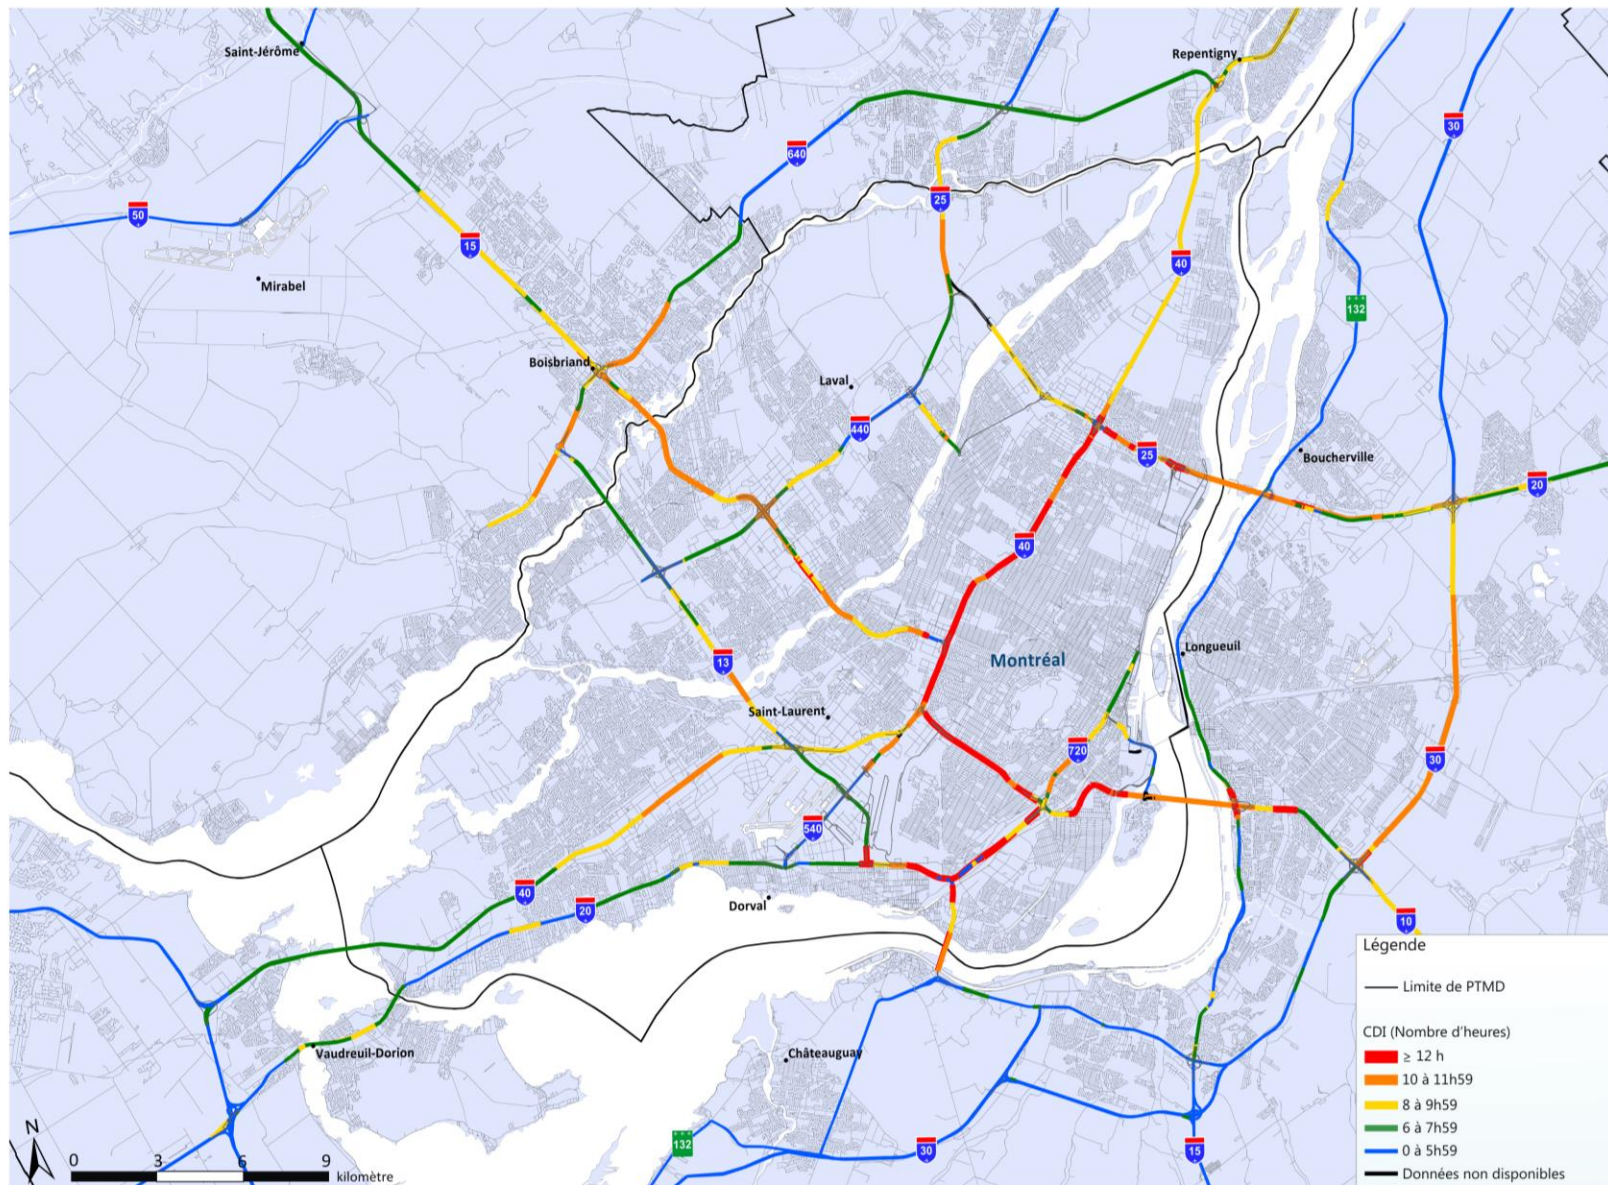 Saint-Jérôme
Repentigny
30
640
25
50
15
40
Mirabel
132
Boisbriand
Laval
440
25
Boucherville
20
40
Montréal
Longueuil
13
Saint-Laurent
720
30
540
40
20
Dorval
10
Châteauguay
Vaudreuil-Dorion
132
30
15
N
0 3 6 9
kilomètre
Légende
Limite de PTMD
CDI (Nombre d'heures)
≥ 12 h
10 à 11h59
8 à 9h59
6 à 7h59
0 à 5h59
Données non disponibles